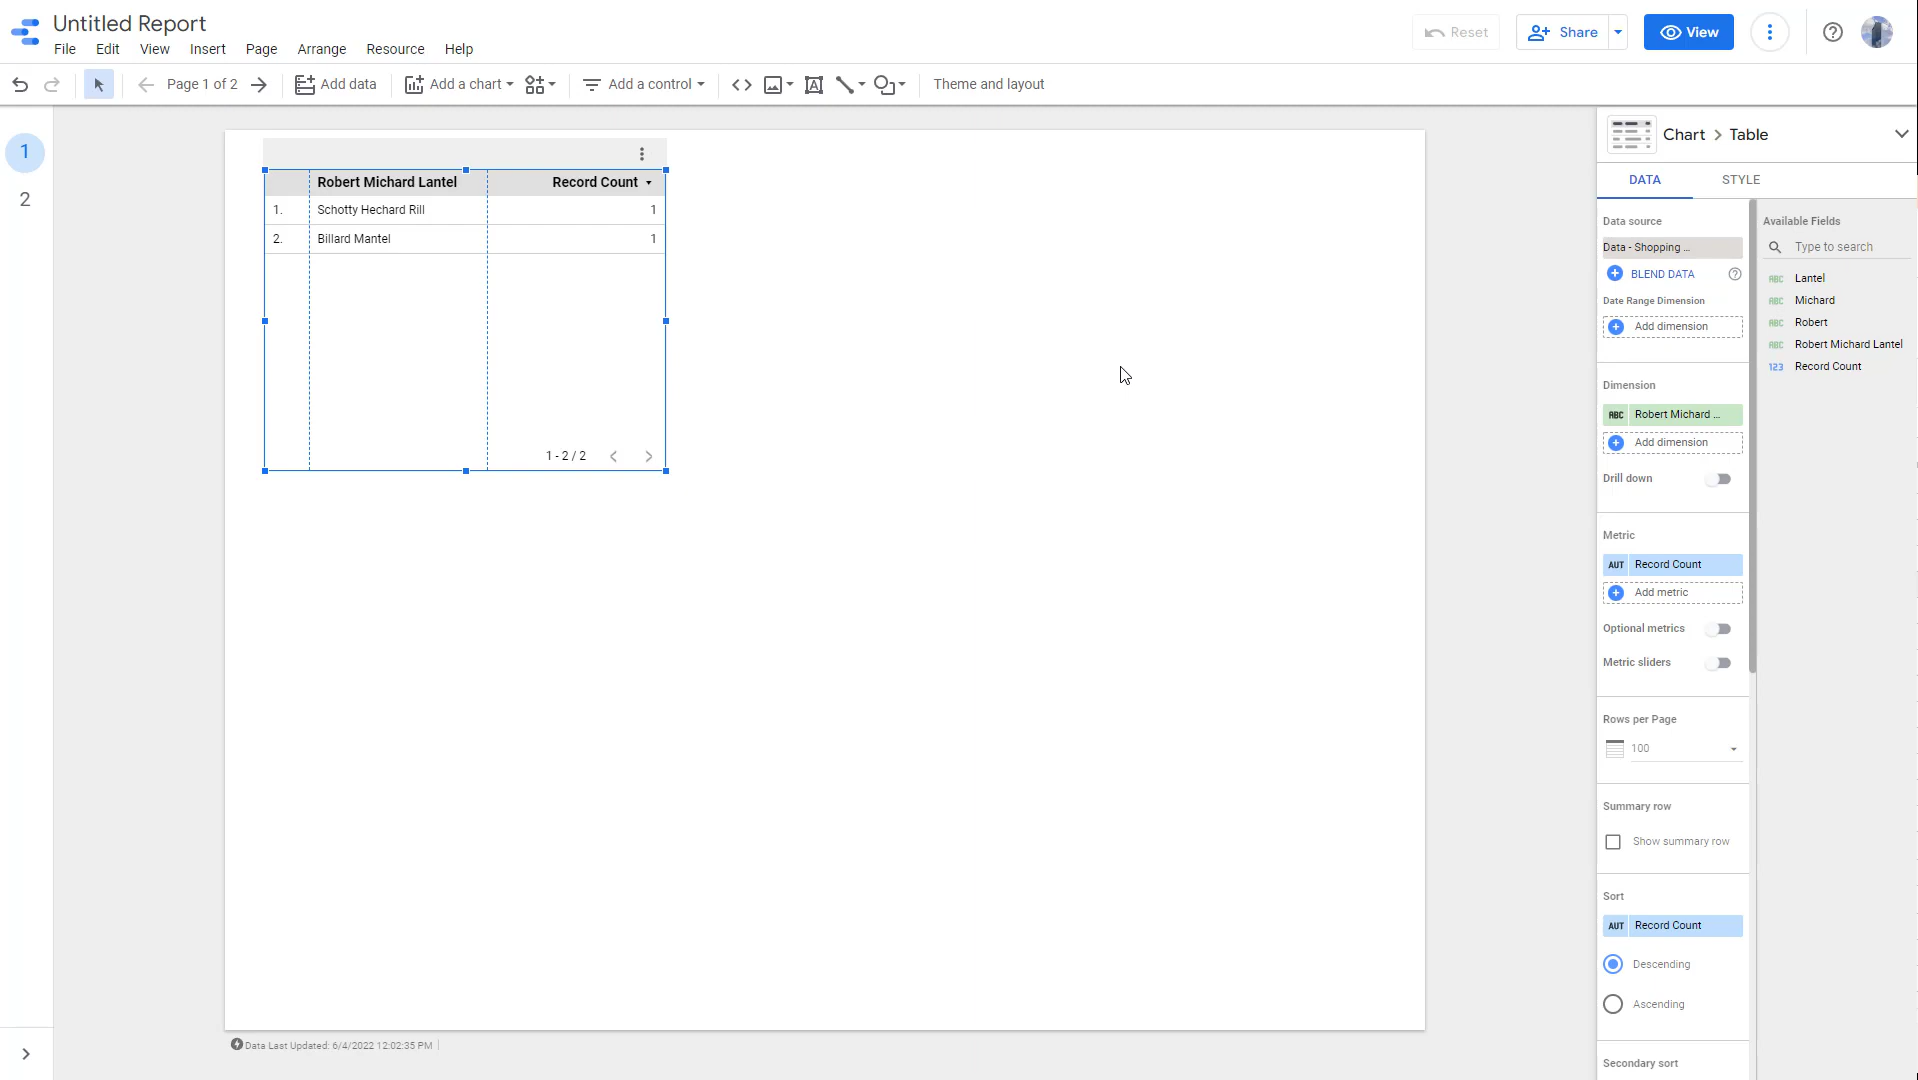 Untitled Report
File Edit View Insert Page Arrange Resource Help
Reset Share View
Page 1 of 2 Add data Add a chart Add a control Theme and layout
1
2
Robert Michard Lantel Record Count
1. Schotty Hechard Rill 1
2. Billard Mantel 1
1 - 2 / 2
Data Last Updated: 6/4/2022 12:02:35 PM
Chart > Table
DATA STYLE
Data source
Data - Shopping ...
BLEND DATA
Date Range Dimension
Add dimension
Dimension
ABC Robert Michard ...
Add dimension
Drill down
Metric
AUT Record Count
Add metric
Optional metrics
Metric sliders
Rows per Page
100
Summary row
Show summary row
Sort
AUT Record Count
Descending
Ascending
Secondary sort
Available Fields
Type to search
ABC Lantel
ABC Michard
ABC Robert
ABC Robert Michard Lantel
123 Record Count